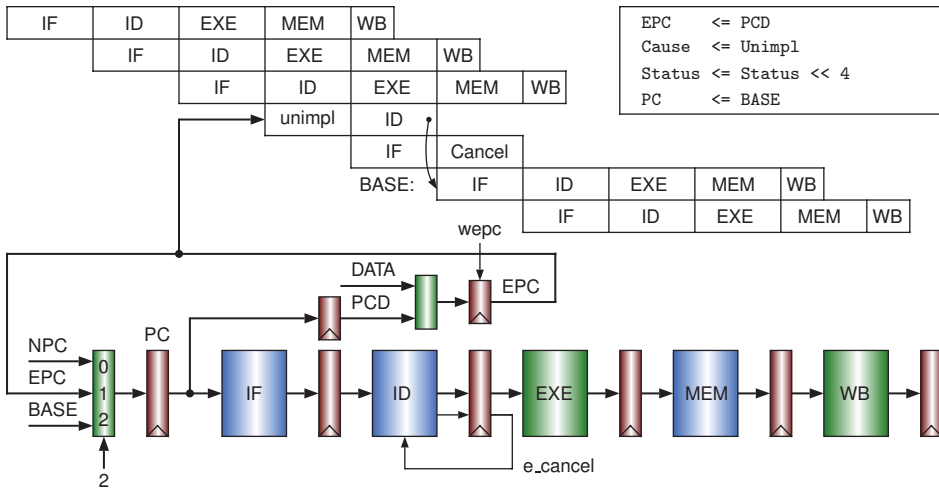 IF ID EXE MEM WB
IF ID EXE MEM WB
IF ID EXE MEM WB
unimpl ID
IF Cancel
BASE: IF ID EXE MEM WB
IF ID EXE MEM WB
EPC <= PCD
Cause <= Unimpl
Status <= Status << 4
PC <= BASE
wepc
DATA
EPC
PCD
NPC
PC
EPC
BASE
0
1
2
2
IF
ID
EXE
MEM
WB
e_cancel